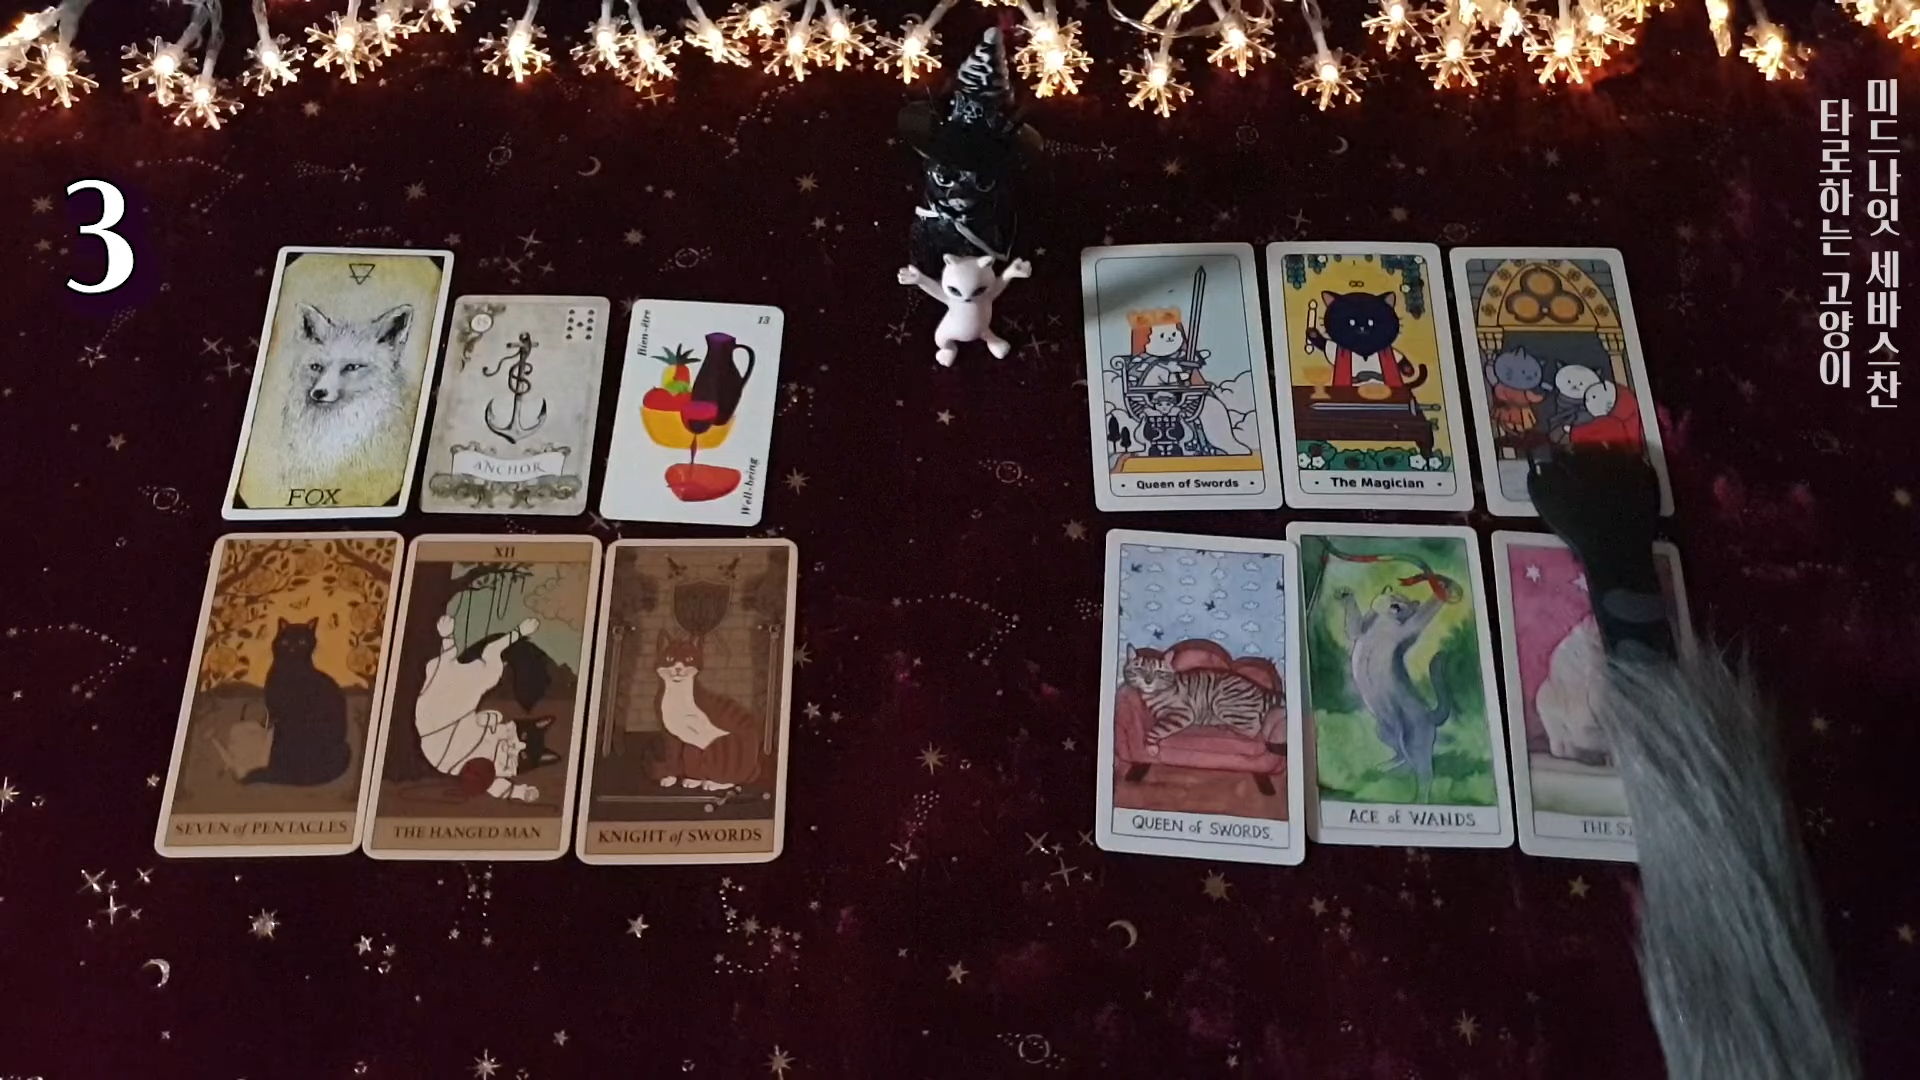 3
미드나잇 세바스찬
타로하는 고양이
FOX
ANCHOR
Bien-être
13
Well-being
Queen of Swords
I
The Magician
SEVEN of PENTACLES
XII
THE HANGED MAN
KNIGHT of SWORDS
QUEEN of SWORDS.
ACE of WANDS
THE ST